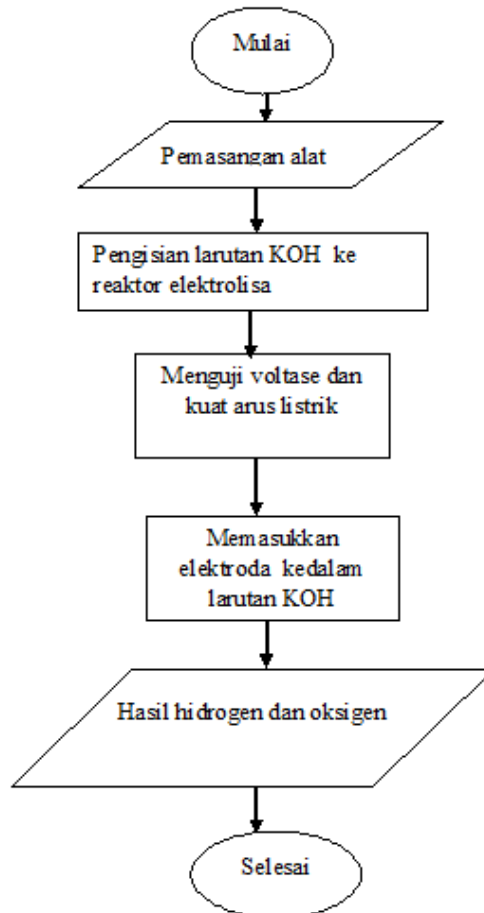 Mulai
Pemasangan alat
Pengisian larutan KOH ke
reaktor elektrolisa
Menguji voltase dan
kuat arus listrik
Memasukkan
elektroda kedalam
larutan KOH
Hasil hidrogen dan oksigen
Selesai